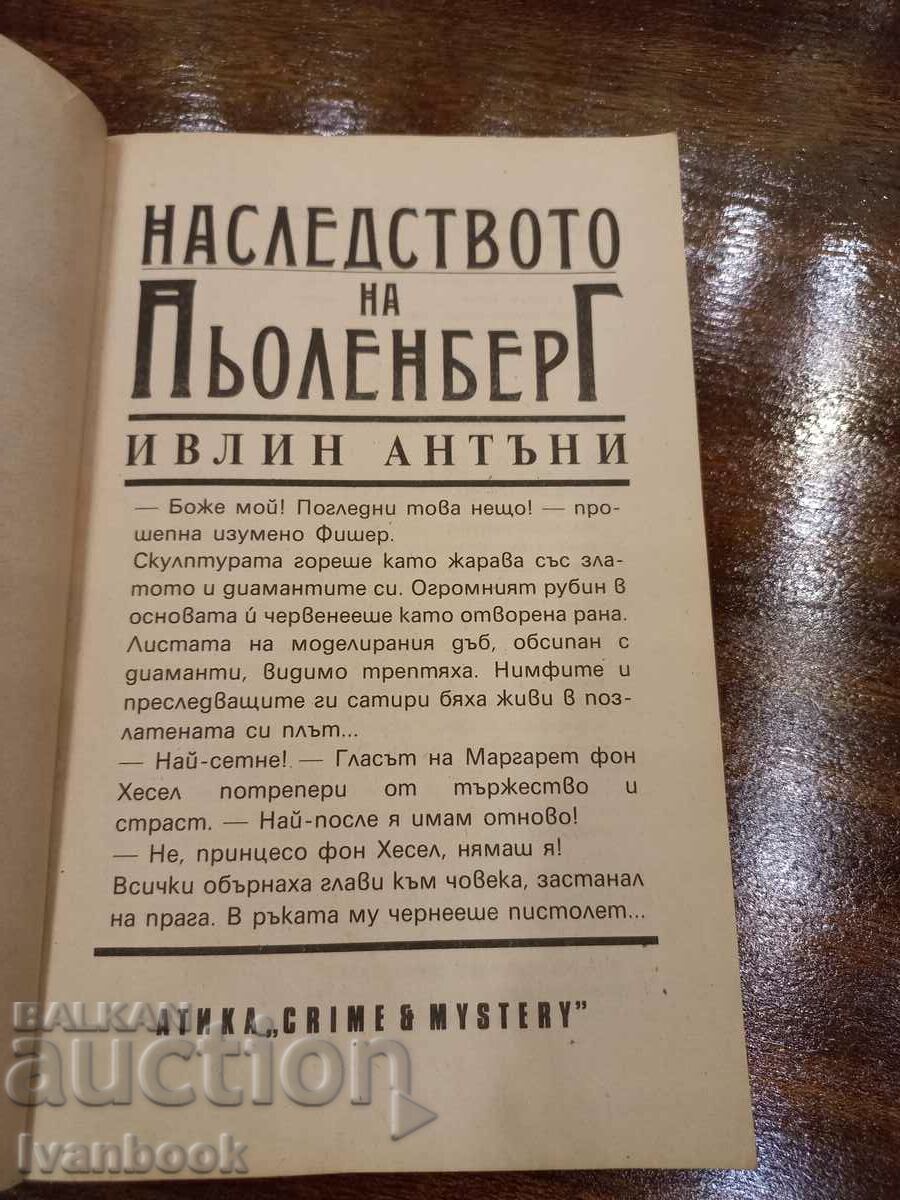 НАСЛЕДСТВОТО
НА
ПЬОЛЕНБЕРГ
ИВЛИН АНТЪНИ
— Боже мой! Погледни това нещо! — про-
шепна изумено Фишер.
Скулптурата гореше като жарава със зла-
тото и диамантите си. Огромният рубин в
основата ѝ червенееше като отворена рана.
Листата на моделирания дъб, обсипан с
диаманти, видимо трептяха. Нимфите и
преследващите ги сатири бяха живи в поз-
латената си плът...
— Най-сетне! — Гласът на Маргарет фон
Хесел потрепери от тържество и
страст. — Най-после я имам отново!
— Не, принцесо фон Хесел, нямаш я!
Всички обърнаха глави към човека, застанал
на прага. В ръката му чернееше пистолет...
АТИКА „CRIME & MYSTERY”
BALKAN
auction
Ivanbook